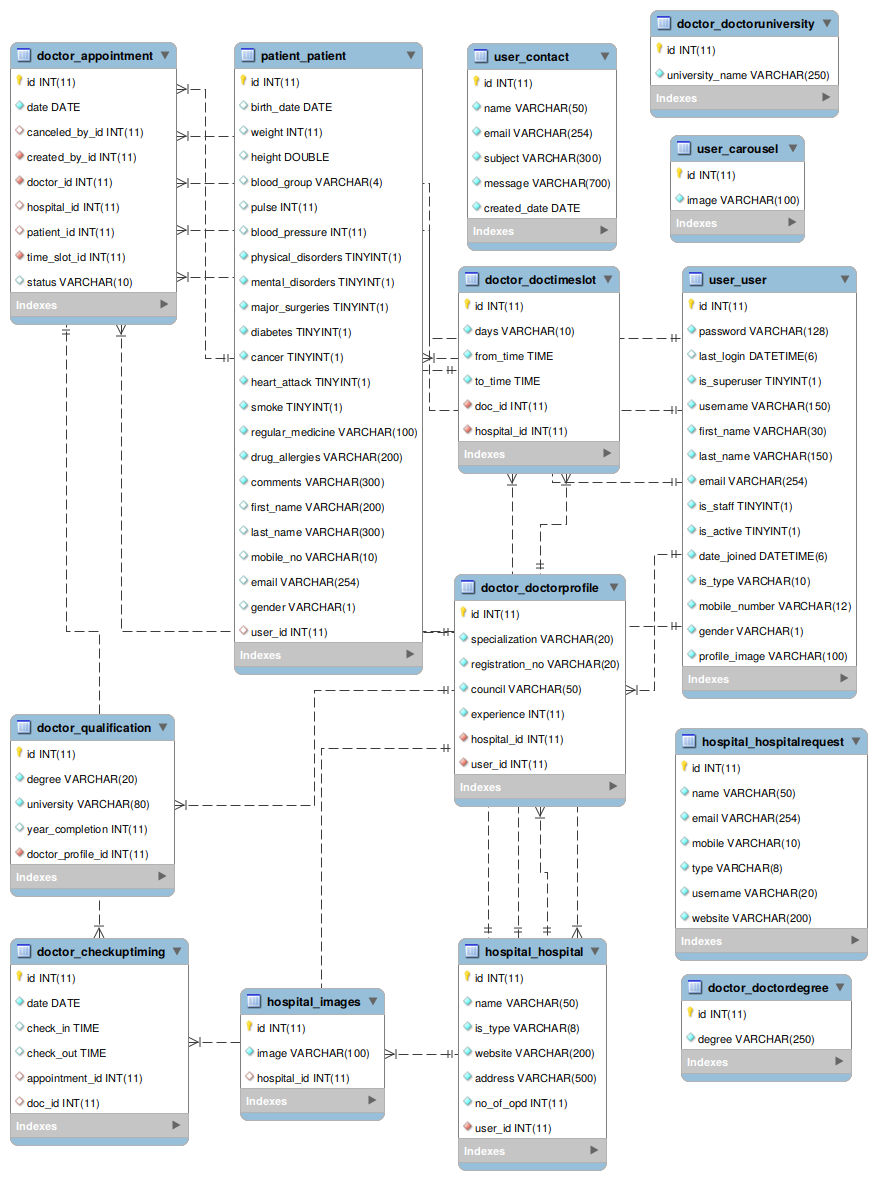 doctor_appointment
id INT(11)
date DATE
canceled_by_id INT(11)
created_by_id INT(11)
doctor_id INT(11)
hospital_id INT(11)
patient_id INT(11)
time_slot_id INT(11)
status VARCHAR(10)
Indexes
patient_patient
id INT(11)
birth_date DATE
weight INT(11)
height DOUBLE
blood_group VARCHAR(4)
pulse INT(11)
blood_pressure INT(11)
physical_disorders TINYINT(1)
mental_disorders TINYINT(1)
major_surgeries TINYINT(1)
diabetes TINYINT(1)
cancer TINYINT(1)
heart_attack TINYINT(1)
smoke TINYINT(1)
regular_medicine VARCHAR(100)
drug_allergies VARCHAR(200)
comments VARCHAR(300)
first_name VARCHAR(200)
last_name VARCHAR(300)
mobile_no VARCHAR(10)
email VARCHAR(254)
gender VARCHAR(1)
user_id INT(11)
Indexes
user_contact
id INT(11)
name VARCHAR(50)
email VARCHAR(254)
subject VARCHAR(300)
message VARCHAR(700)
created_date DATE
Indexes
doctor_doctoruniversity
id INT(11)
university_name VARCHAR(250)
Indexes
user_carousel
id INT(11)
image VARCHAR(100)
Indexes
doctor_doctimeslot
id INT(11)
days VARCHAR(10)
from_time TIME
to_time TIME
doc_id INT(11)
hospital_id INT(11)
Indexes
user_user
id INT(11)
password VARCHAR(128)
last_login DATETIME(6)
is_superuser TINYINT(1)
username VARCHAR(150)
first_name VARCHAR(30)
last_name VARCHAR(150)
email VARCHAR(254)
is_staff TINYINT(1)
is_active TINYINT(1)
date_joined DATETIME(6)
is_type VARCHAR(10)
mobile_number VARCHAR(12)
gender VARCHAR(1)
profile_image VARCHAR(100)
Indexes
doctor_doctorprofile
id INT(11)
specialization VARCHAR(20)
registration_no VARCHAR(20)
council VARCHAR(50)
experience INT(11)
hospital_id INT(11)
user_id INT(11)
Indexes
doctor_qualification
id INT(11)
degree VARCHAR(20)
university VARCHAR(80)
year_completion INT(11)
doctor_profile_id INT(11)
Indexes
hospital_hospitalrequest
id INT(11)
name VARCHAR(50)
email VARCHAR(254)
mobile VARCHAR(10)
type VARCHAR(8)
username VARCHAR(20)
website VARCHAR(200)
Indexes
doctor_checkuptiming
id INT(11)
date DATE
check_in TIME
check_out TIME
appointment_id INT(11)
doc_id INT(11)
Indexes
hospital_images
id INT(11)
image VARCHAR(100)
hospital_id INT(11)
Indexes
hospital_hospital
id INT(11)
name VARCHAR(50)
is_type VARCHAR(8)
website VARCHAR(200)
address VARCHAR(500)
no_of_opd INT(11)
user_id INT(11)
Indexes
doctor_doctordegree
id INT(11)
degree VARCHAR(250)
Indexes